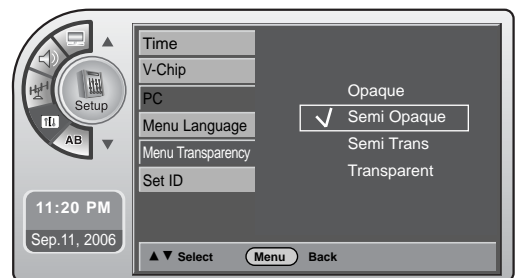 Setup
AB
11:20 PM
Sep.11, 2006
Time
V-Chip
PC
Menu Language
Menu Transparency
Set ID
Opaque
Semi Opaque
Semi Trans
Transparent
▲▼ Select Menu Back